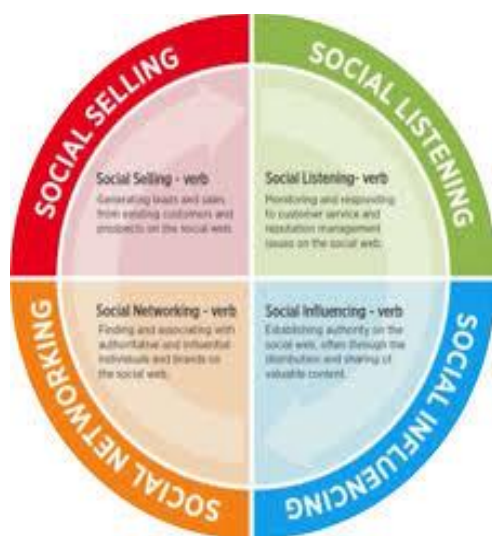 SOCIAL SELLING
SOCIAL LISTENING
Social Selling - verb
Generating leads and sales
from existing customers and
prospects on the social web.
Social Listening- verb
Monitoring and responding
to customer service and
reputation management
issues on the social web.
Social Networking - verb
Finding and associating with
authoritative and influential
individuals and brands on
the social web.
Social Influencing - verb
Establishing authority on the
social web, often through the
distribution and sharing of
valuable content.
SOCIAL NETWORKING
SOCIAL INFLUENCING